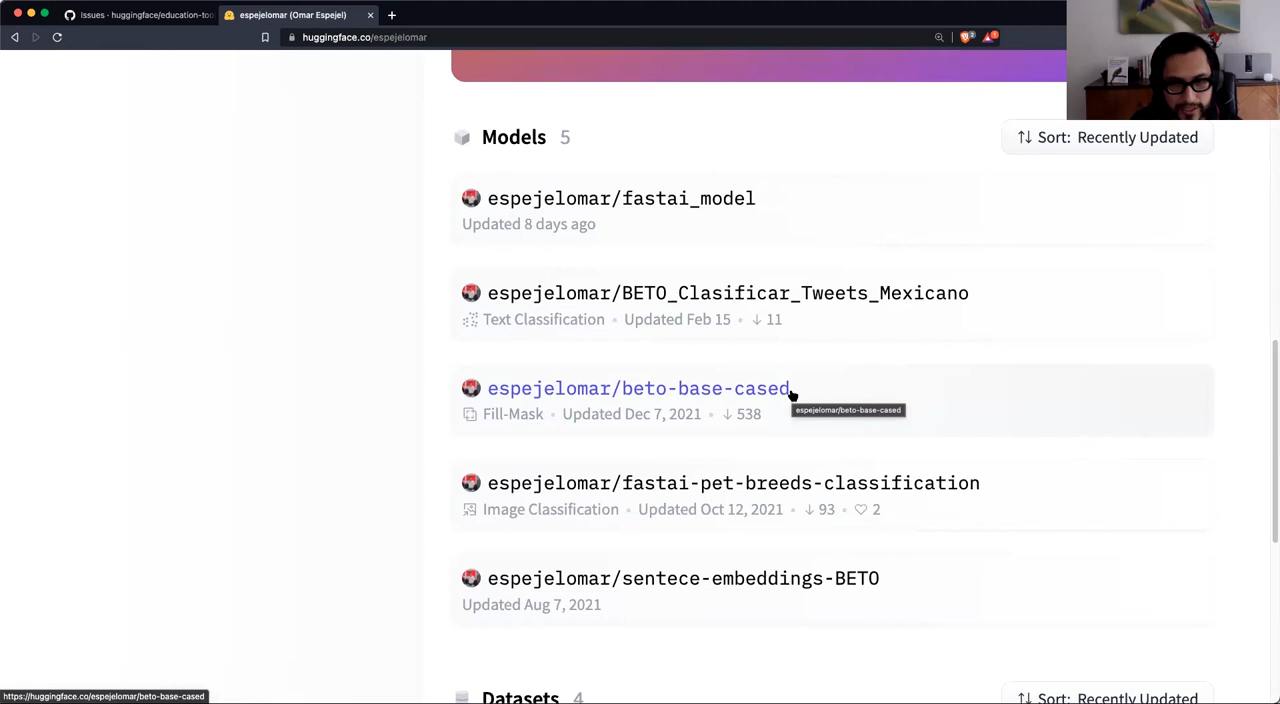 Issues · huggingface/education-too
espejelomar (Omar Espejel)
huggingface.co/espejelomar
2
1
Models 5
Sort: Recently Updated
espejelomar/fastai_model
Updated 8 days ago
espejelomar/BETO_Clasificar_Tweets_Mexicano
Text Classification • Updated Feb 15 • ↓ 11
espejelomar/beto-base-cased
espejelomar/beto-base-cased
Fill-Mask • Updated Dec 7, 2021 • ↓ 538
espejelomar/fastai-pet-breeds-classification
Image Classification • Updated Oct 12, 2021 • ↓ 93 • ♡ 2
espejelomar/sentece-embeddings-BETO
Updated Aug 7, 2021
Datasets 4
Sort: Recently Updated
https://huggingface.co/espejelomar/beto-base-cased